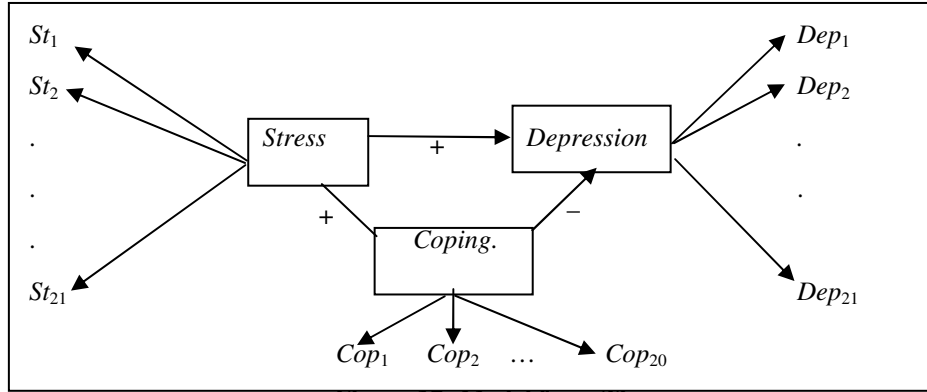 St1
Dep1
St2
Dep2
.
.
Stress
+
Depression
.
.
+
Coping.
−
.
St21
Dep21
Cop1 Cop2 … Cop20